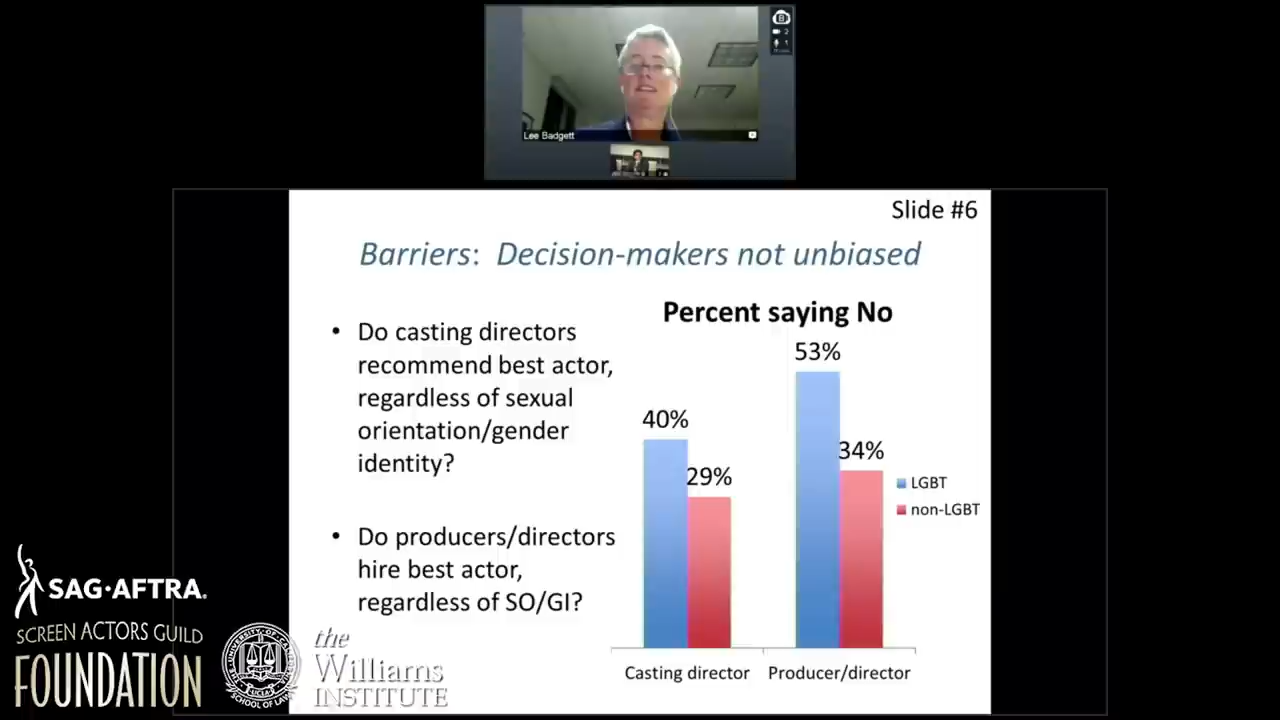 2
1
Lee Badgett
Slide #6
Barriers: Decision-makers not unbiased
• Do casting directors
recommend best actor,
regardless of sexual
orientation/gender
identity?
• Do producers/directors
hire best actor,
regardless of SO/GI?
Percent saying No
53%
40%
34%
29%
LGBT
non-LGBT
Casting director
Producer/director
SAG·AFTRA.
SCREEN ACTORS GUILD
FOUNDATION
the
Williams
INSTITUTE